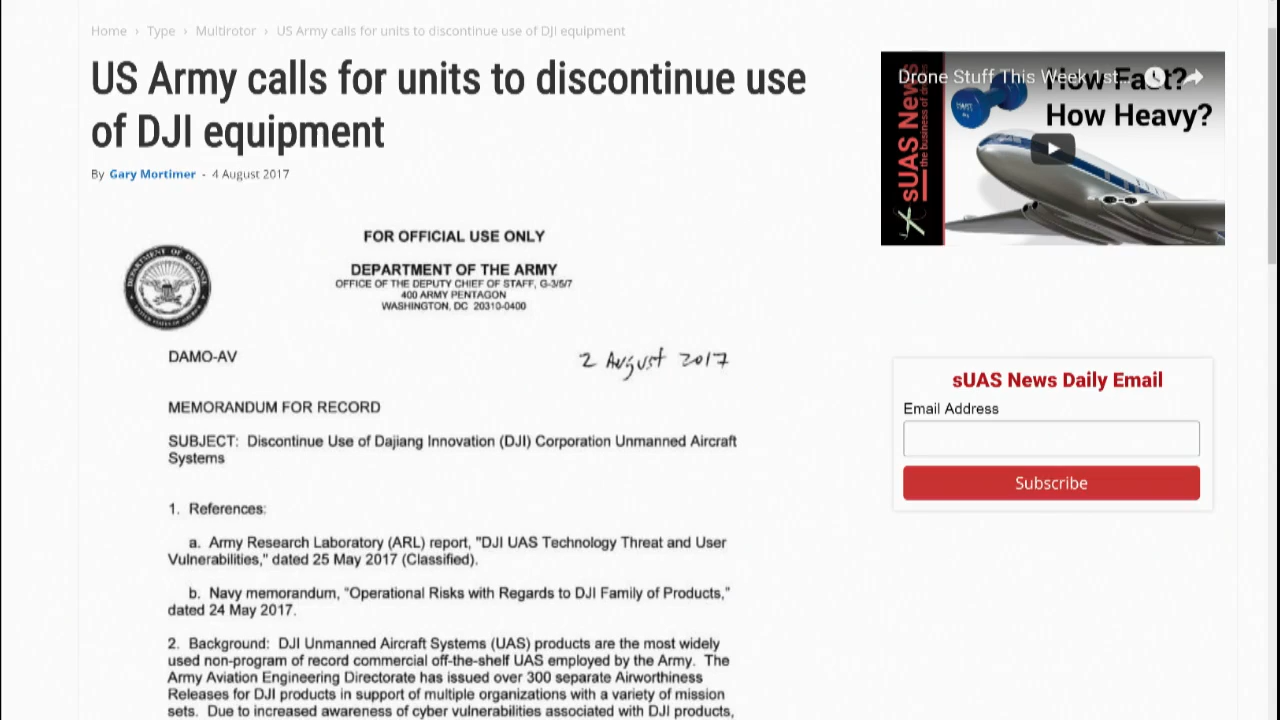 Home › Type › Multirotor › US Army calls for units to discontinue use of DJI equipment
US Army calls for units to discontinue use
of DJI equipment
By Gary Mortimer - 4 August 2017
FOR OFFICIAL USE ONLY
DEPARTMENT OF THE ARMY
OFFICE OF THE DEPUTY CHIEF OF STAFF, G-3/5/7
400 ARMY PENTAGON
WASHINGTON, DC 20310-0400
DAMO-AV
2 August 2017
MEMORANDUM FOR RECORD
SUBJECT: Discontinue Use of Dajiang Innovation (DJI) Corporation Unmanned Aircraft
Systems
1. References:
a. Army Research Laboratory (ARL) report, "DJI UAS Technology Threat and User
Vulnerabilities," dated 25 May 2017 (Classified).
b. Navy memorandum, "Operational Risks with Regards to DJI Family of Products,"
dated 24 May 2017.
2. Background: DJI Unmanned Aircraft Systems (UAS) products are the most widely
used non-program of record commercial off-the-shelf UAS employed by the Army. The
Army Aviation Engineering Directorate has issued over 300 separate Airworthiness
Releases for DJI products in support of multiple organizations with a variety of mission
sets. Due to increased awareness of cyber vulnerabilities associated with DJI products,
Drone Stuff This Week 1st...
How Fast?
How Heavy?
sUAS News
the business of
sUAS News Daily Email
Email Address
Subscribe